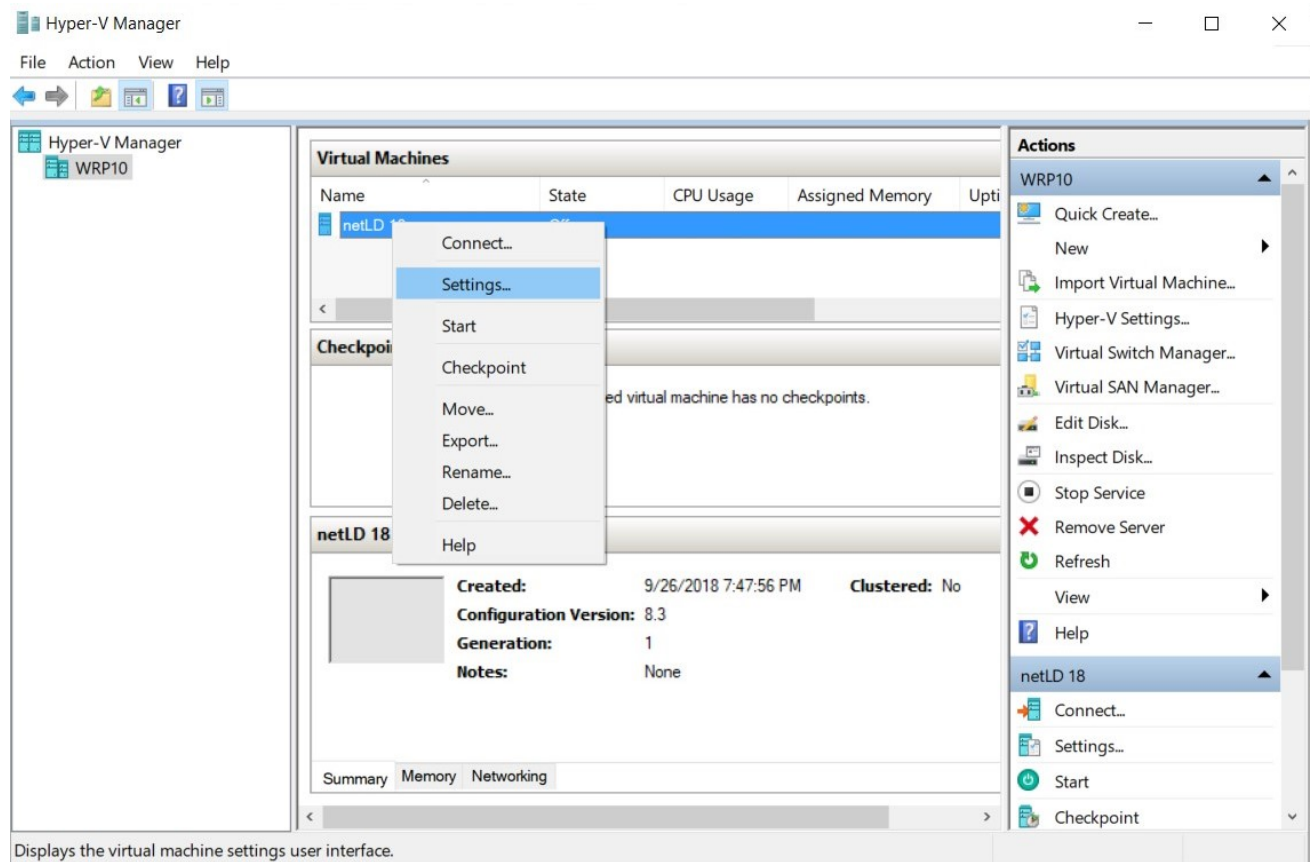 Hyper-V Manager
File Action View Help
Hyper-V Manager
WRP10
Virtual Machines
Name State CPU Usage Assigned Memory Upti
netLD
Connect...
Settings...
Start
Checkpoint
Move...
Export...
Rename...
Delete...
Help
Checkpoi
ed virtual machine has no checkpoints.
netLD 18
Created: 9/26/2018 7:47:56 PM Clustered: No
Configuration Version: 8.3
Generation: 1
Notes: None
Summary Memory Networking
Actions
WRP10
Quick Create...
New
Import Virtual Machine...
Hyper-V Settings...
Virtual Switch Manager...
Virtual SAN Manager...
Edit Disk...
Inspect Disk...
Stop Service
Remove Server
Refresh
View
Help
netLD 18
Connect...
Settings...
Start
Checkpoint
Displays the virtual machine settings user interface.